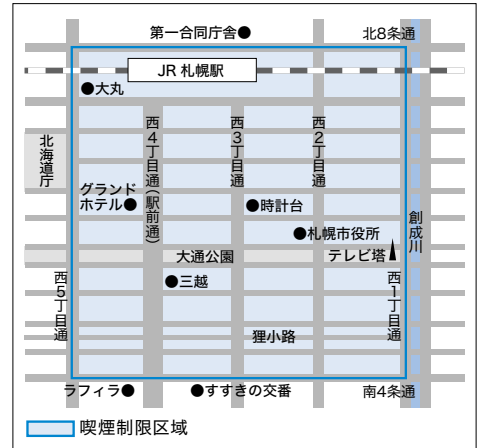 第一合同庁舎●
北8条通
JR 札幌駅
●大丸
北海道庁
西4丁目通(駅前通)
西3丁目通
西2丁目通
グランド
ホテル●
●時計台
●札幌市役所
創成川
大通公園
テレビ塔
西5丁目通
●三越
西1丁目通
狸小路
ラフィラ●
●すすきの交番
南4条通
喫煙制限区域